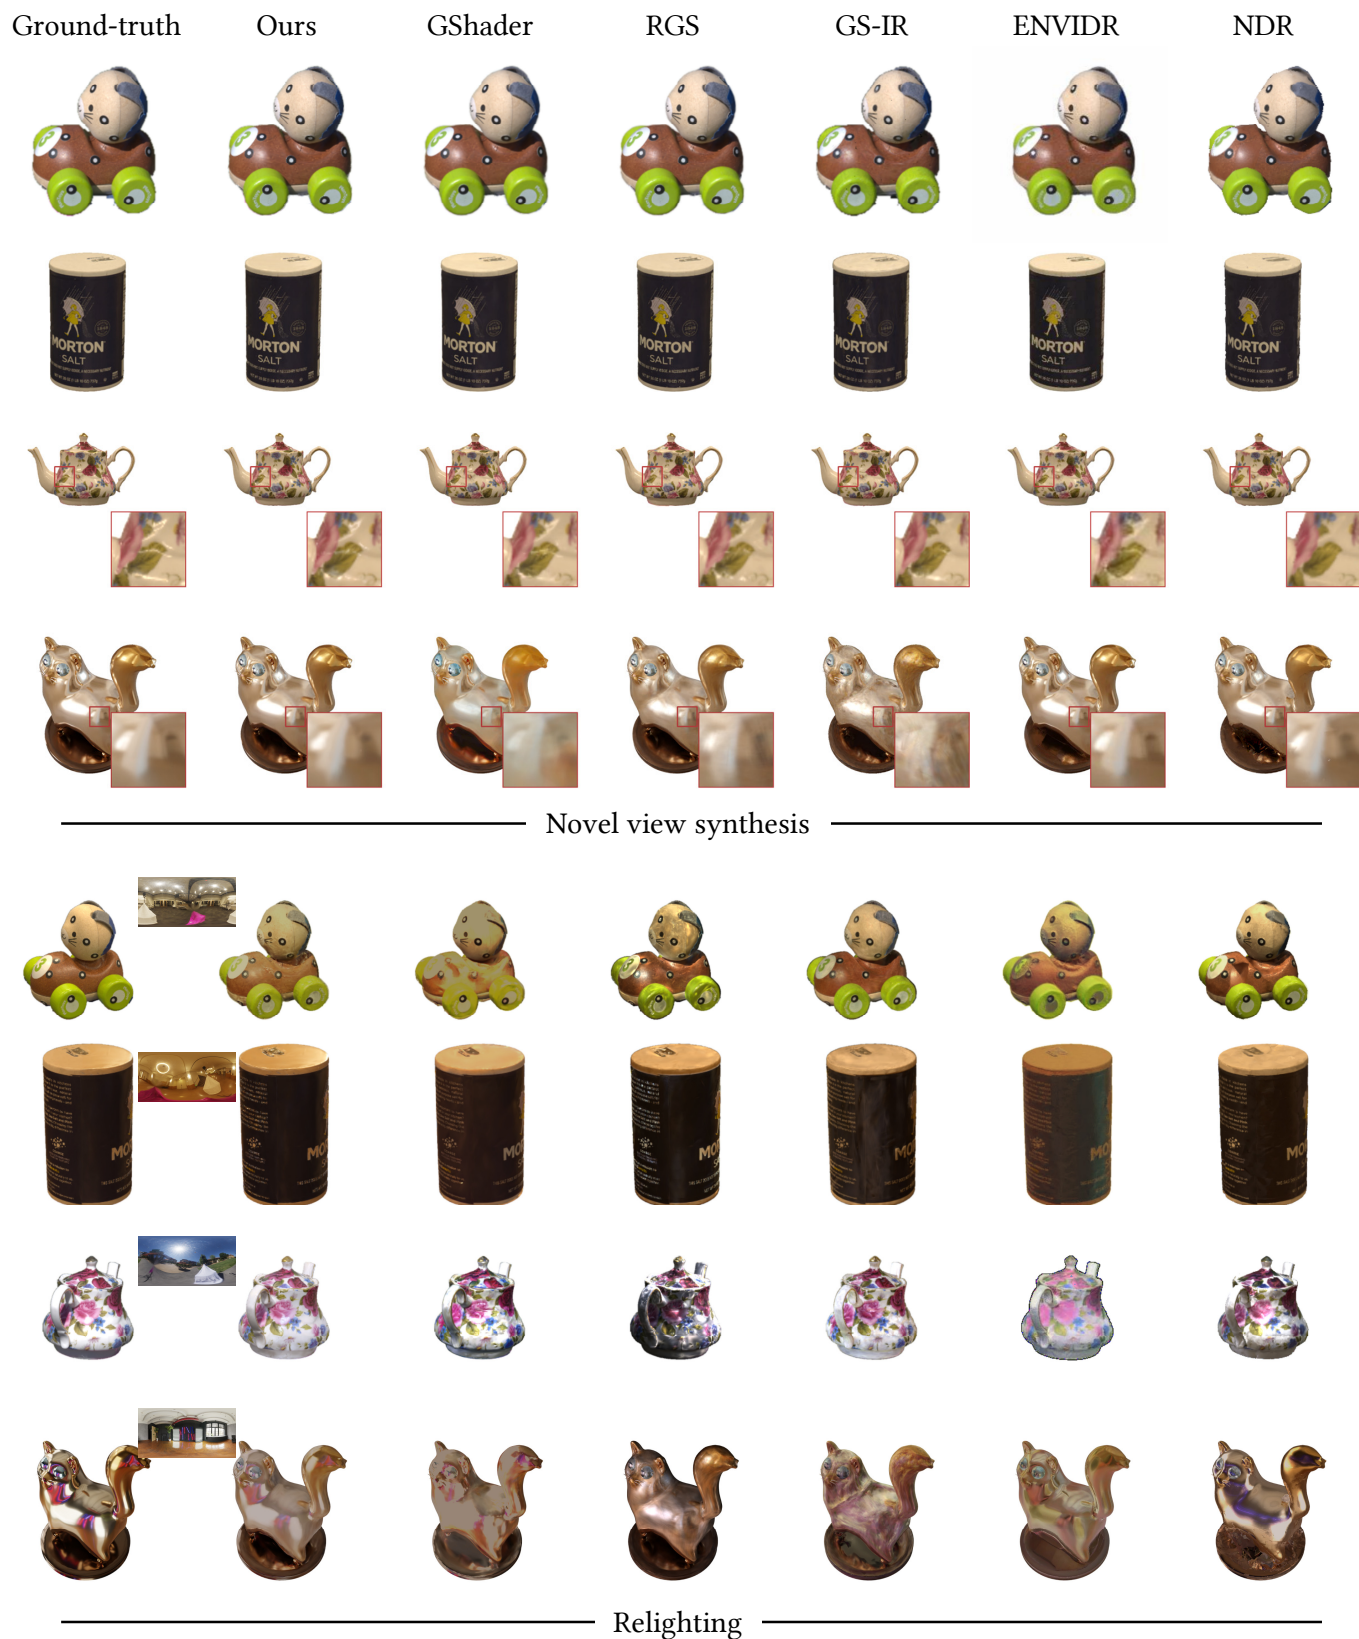 Ground-truth Ours GShader RGS GS-IR ENVIDR NDR
MORTON MORTON MORTON MORTON MORTON MORTON MORTON
SALT SALT SALT SALT SALT SALT SALT
Novel view synthesis
Relighting